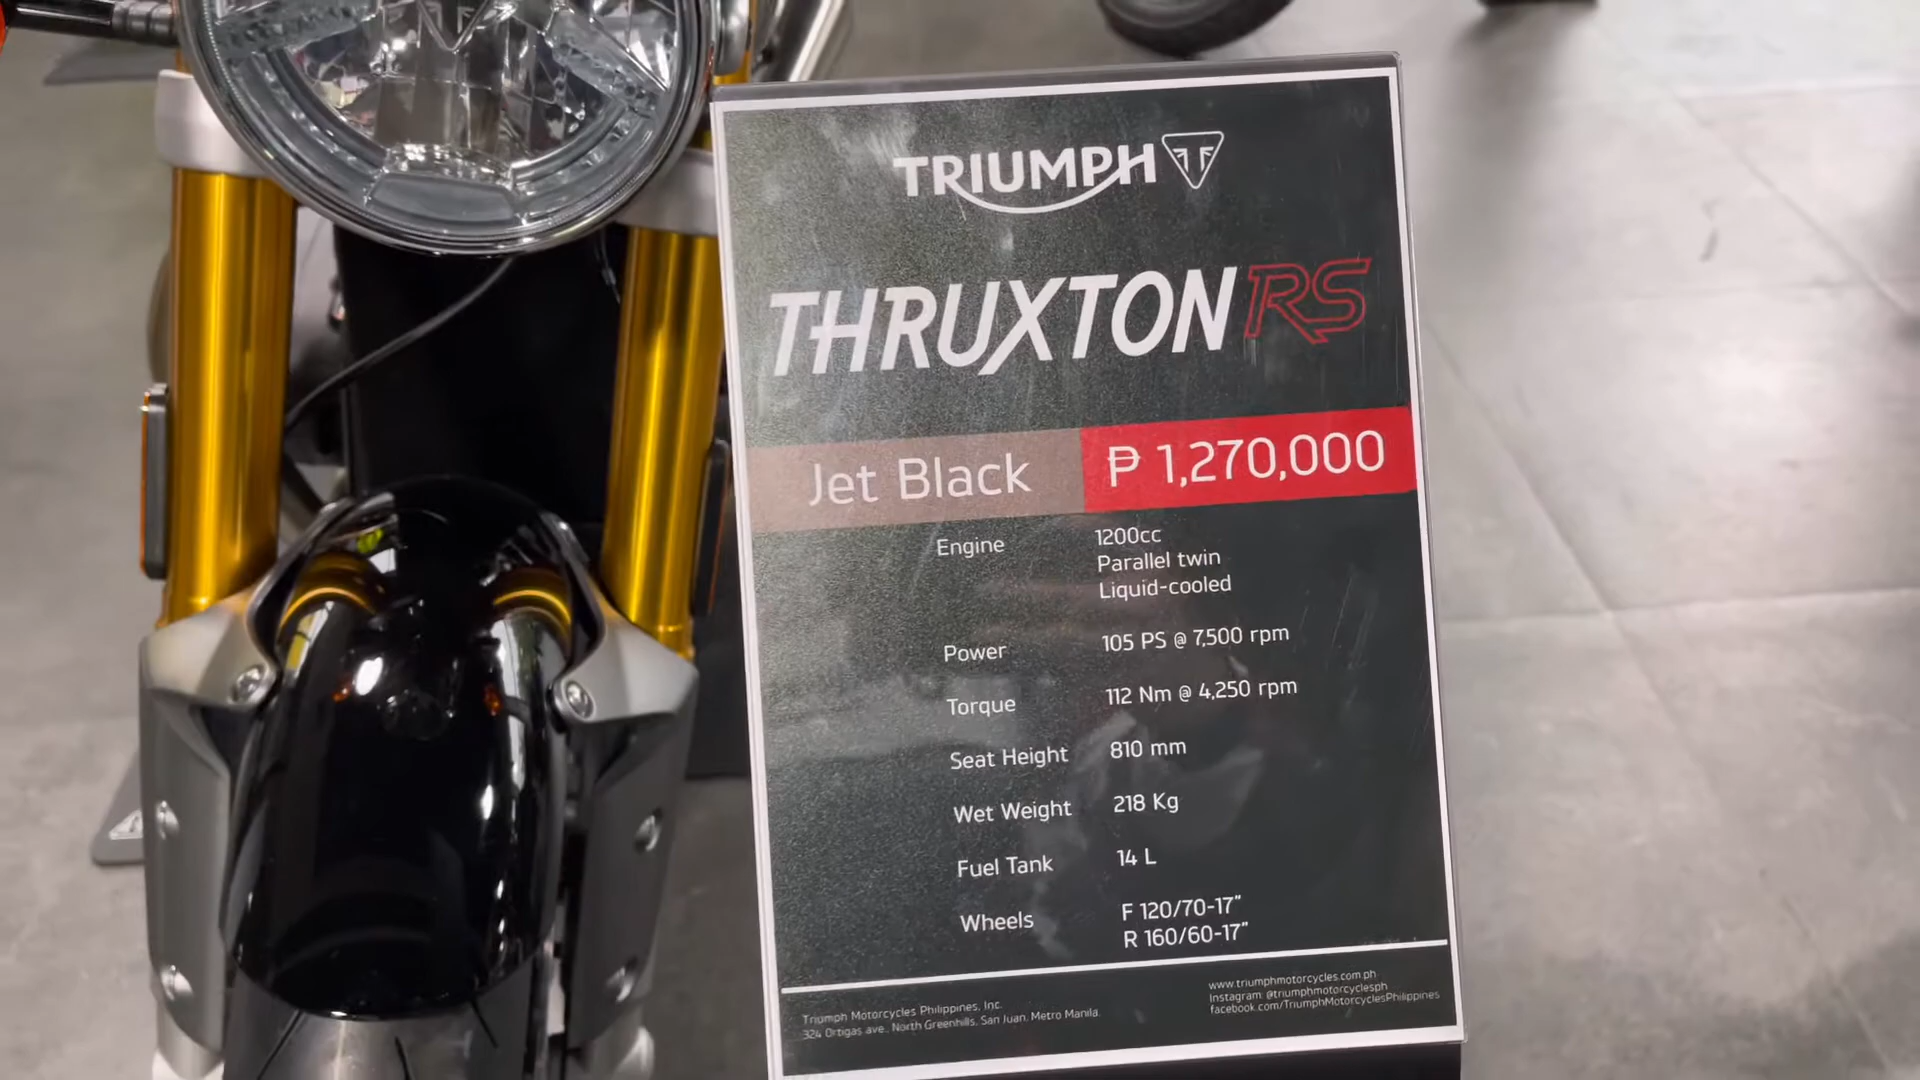 TRIUMPH
THRUXTON RS
Jet Black ₱ 1,270,000
Engine 1200cc
Parallel twin
Liquid-cooled
Power 105 PS @ 7,500 rpm
Torque 112 Nm @ 4,250 rpm
Seat Height 810 mm
Wet Weight 218 Kg
Fuel Tank 14 L
Wheels F 120/70-17"
R 160/60-17"
Triumph Motorcycles Philippines, Inc.
324 Ortigas ave., North Greenhills, San Juan, Metro Manila.
www.triumphmotorcycles.com.ph
Instagram: @triumphmotorcyclesph
facebook.com/TriumphMotorcyclesPhilippines